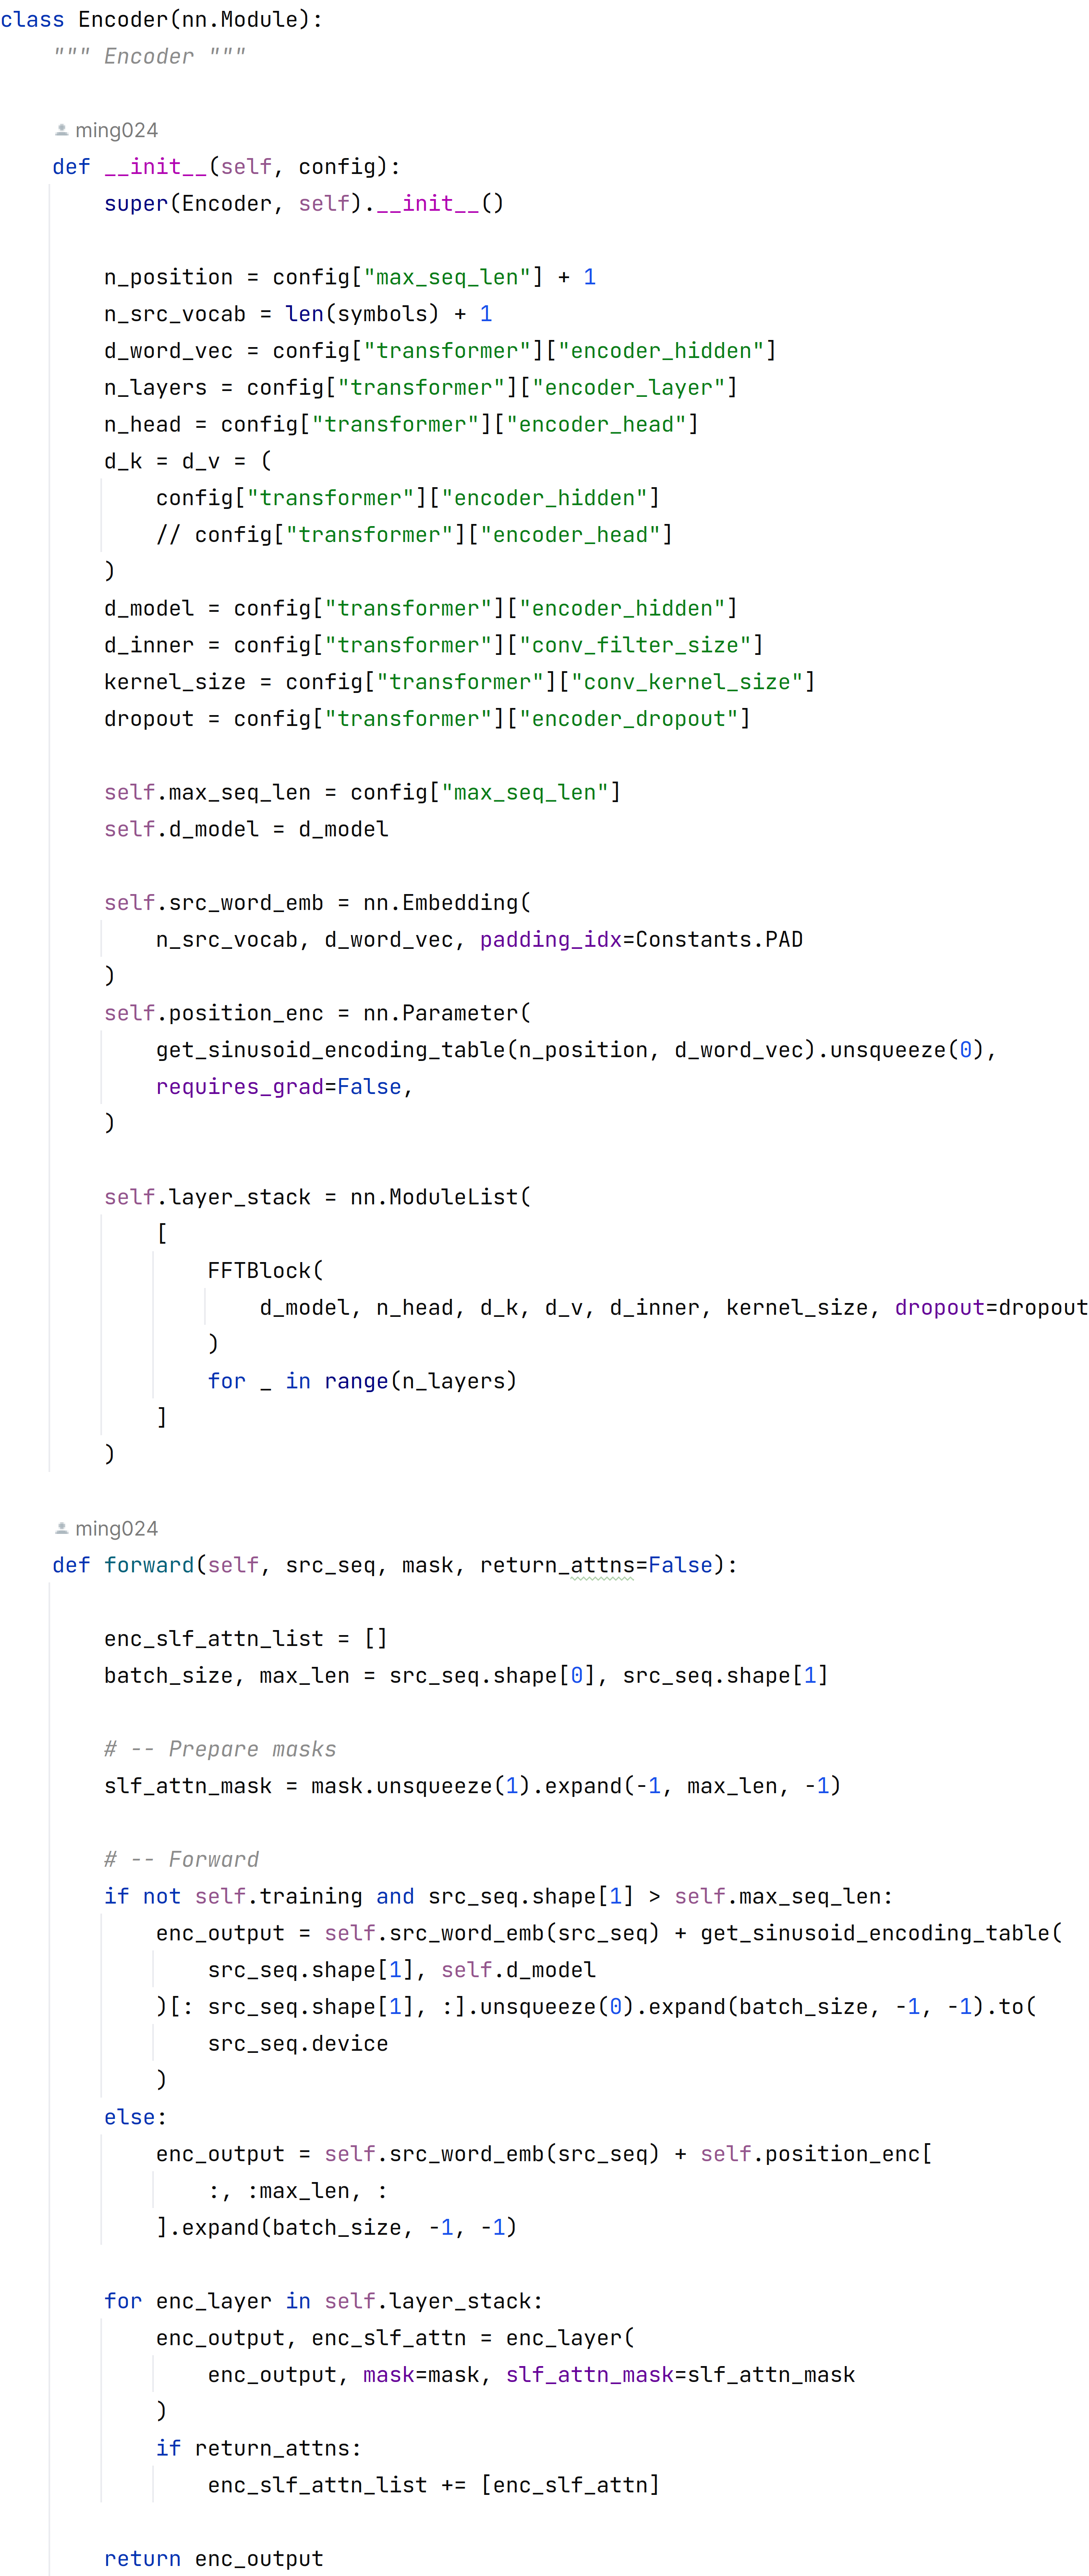 class Encoder(nn.Module):
    """ Encoder """

    ming024
    def __init__(self, config):
        super(Encoder, self).__init__()

        n_position = config["max_seq_len"] + 1
        n_src_vocab = len(symbols) + 1
        d_word_vec = config["transformer"]["encoder_hidden"]
        n_layers = config["transformer"]["encoder_layer"]
        n_head = config["transformer"]["encoder_head"]
        d_k = d_v = (
            config["transformer"]["encoder_hidden"]
            // config["transformer"]["encoder_head"]
        )
        d_model = config["transformer"]["encoder_hidden"]
        d_inner = config["transformer"]["conv_filter_size"]
        kernel_size = config["transformer"]["conv_kernel_size"]
        dropout = config["transformer"]["encoder_dropout"]

        self.max_seq_len = config["max_seq_len"]
        self.d_model = d_model

        self.src_word_emb = nn.Embedding(
            n_src_vocab, d_word_vec, padding_idx=Constants.PAD
        )
        self.position_enc = nn.Parameter(
            get_sinusoid_encoding_table(n_position, d_word_vec).unsqueeze(0),
            requires_grad=False,
        )

        self.layer_stack = nn.ModuleList(
            [
                FFTBlock(
                    d_model, n_head, d_k, d_v, d_inner, kernel_size, dropout=dropout
                )
                for _ in range(n_layers)
            ]
        )

    ming024
    def forward(self, src_seq, mask, return_attns=False):

        enc_slf_attn_list = []
        batch_size, max_len = src_seq.shape[0], src_seq.shape[1]

        # -- Prepare masks
        slf_attn_mask = mask.unsqueeze(1).expand(-1, max_len, -1)

        # -- Forward
        if not self.training and src_seq.shape[1] > self.max_seq_len:
            enc_output = self.src_word_emb(src_seq) + get_sinusoid_encoding_table(
                src_seq.shape[1], self.d_model
            )[: src_seq.shape[1], :].unsqueeze(0).expand(batch_size, -1, -1).to(
                src_seq.device
            )
        else:
            enc_output = self.src_word_emb(src_seq) + self.position_enc[
                :, :max_len, :
            ].expand(batch_size, -1, -1)

        for enc_layer in self.layer_stack:
            enc_output, enc_slf_attn = enc_layer(
                enc_output, mask=mask, slf_attn_mask=slf_attn_mask
            )
            if return_attns:
                enc_slf_attn_list += [enc_slf_attn]

        return enc_output